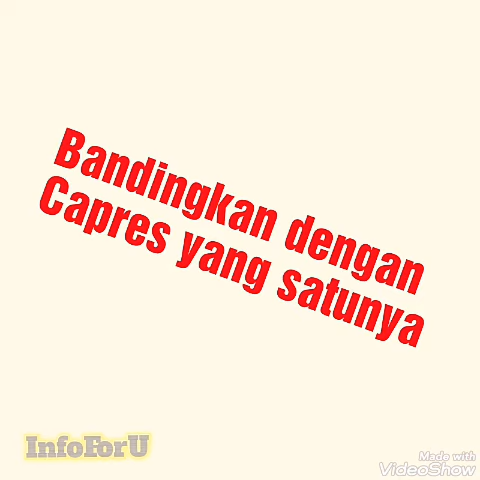 Bandingkan dengan
Capres yang satunya
InfoForU
Made with
VideoShow